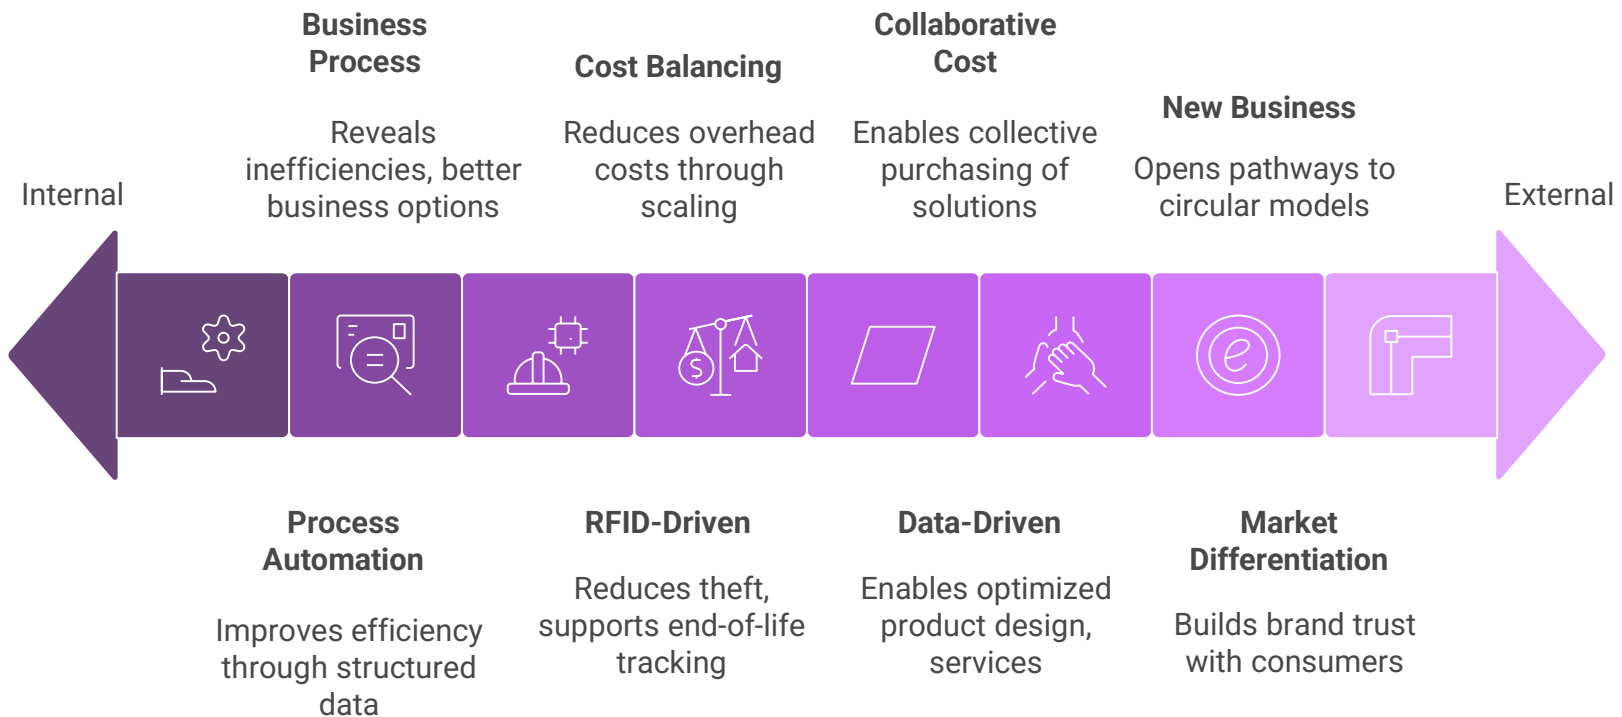 Business
Process
Reveals
inefficiencies, better
business options
Cost Balancing
Reduces overhead
costs through
scaling
Collaborative
Cost
Enables collective
purchasing of
solutions
New Business
Opens pathways to
circular models
Internal
External
$
e
Process
Automation
Improves efficiency
through structured
data
RFID-Driven
Reduces theft,
supports end-of-life
tracking
Data-Driven
Enables optimized
product design,
services
Market
Differentiation
Builds brand trust
with consumers